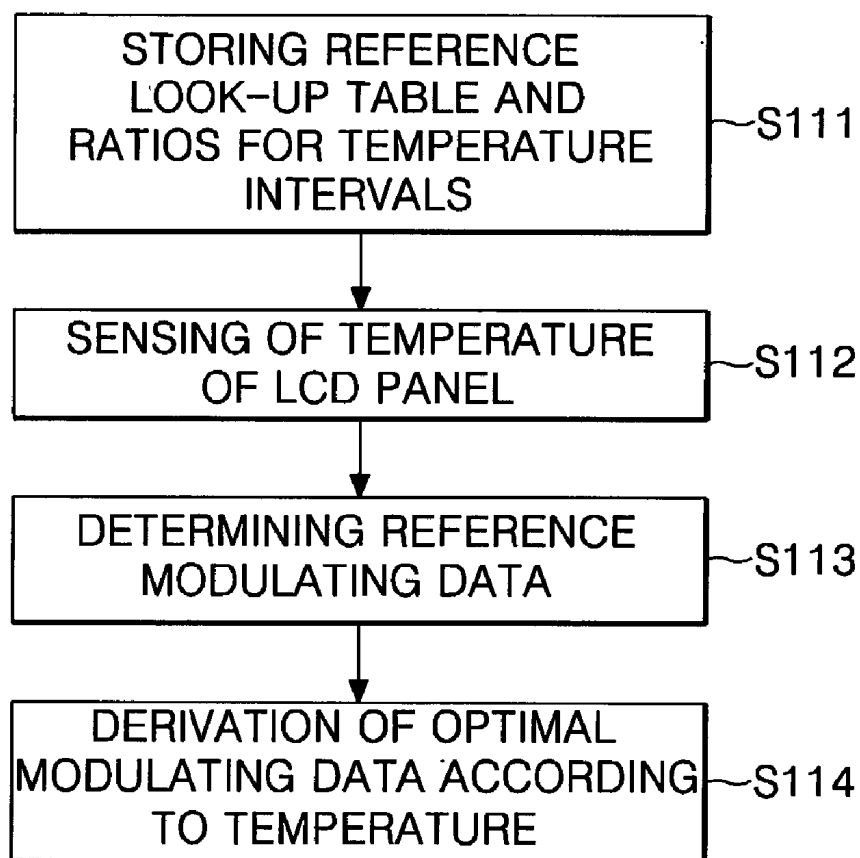 STORING REFERENCE
LOOK-UP TABLE AND
RATIOS FOR TEMPERATURE
INTERVALS
S111
SENSING OF TEMPERATURE
OF LCD PANEL
S112
DETERMINING REFERENCE
MODULATING DATA
S113
DERIVATION OF OPTIMAL
MODULATING DATA ACCORDING
TO TEMPERATURE
S114